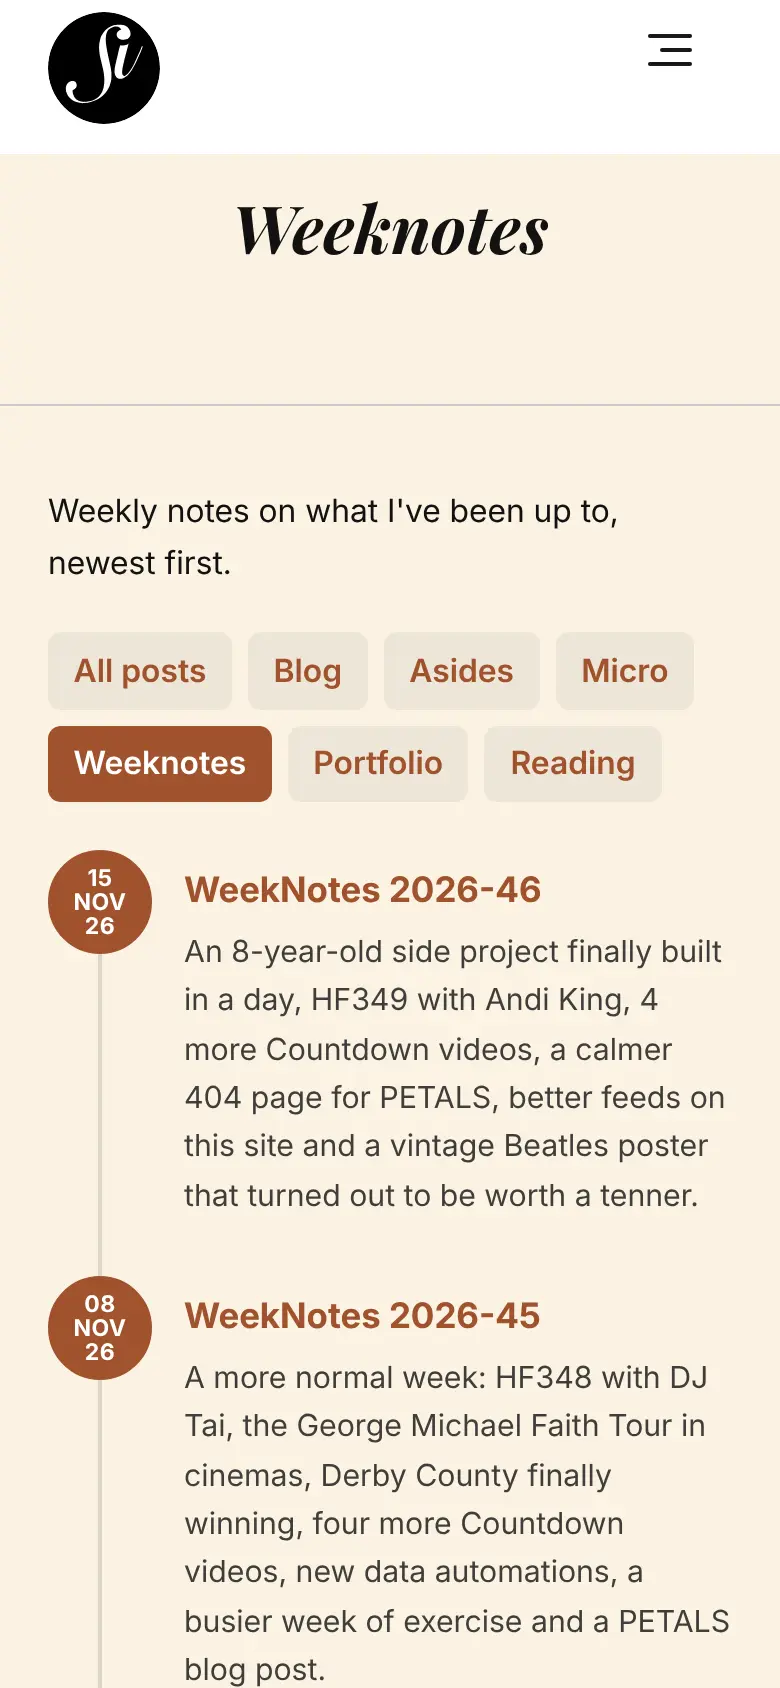 Si
Weeknotes
Weekly notes on what I've been up to,
newest first.
All posts
Blog
Asides
Micro
Weeknotes
Portfolio
Reading
15
NOV
26
WeekNotes 2026-46
An 8-year-old side project finally built
in a day, HF349 with Andi King, 4
more Countdown videos, a calmer
404 page for PETALS, better feeds on
this site and a vintage Beatles poster
that turned out to be worth a tenner.
08
NOV
26
WeekNotes 2026-45
A more normal week: HF348 with DJ
Tai, the George Michael Faith Tour in
cinemas, Derby County finally
winning, four more Countdown
videos, new data automations, a
busier week of exercise and a PETALS
blog post.